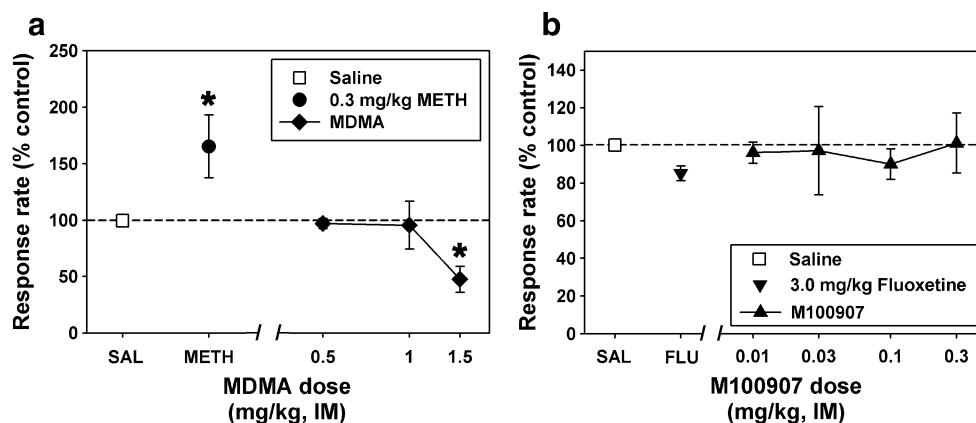 a
Response rate (% control)
250
200
150
100
50
0
Saline
0.3 mg/kg METH
MDMA
*
*
SAL METH 0.5 1 1.5
MDMA dose
(mg/kg, IM)
b
Response rate (% control)
140
120
100
80
60
40
20
0
Saline
3.0 mg/kg Fluoxetine
M100907
SAL FLU 0.01 0.03 0.1 0.3
M100907 dose
(mg/kg, IM)